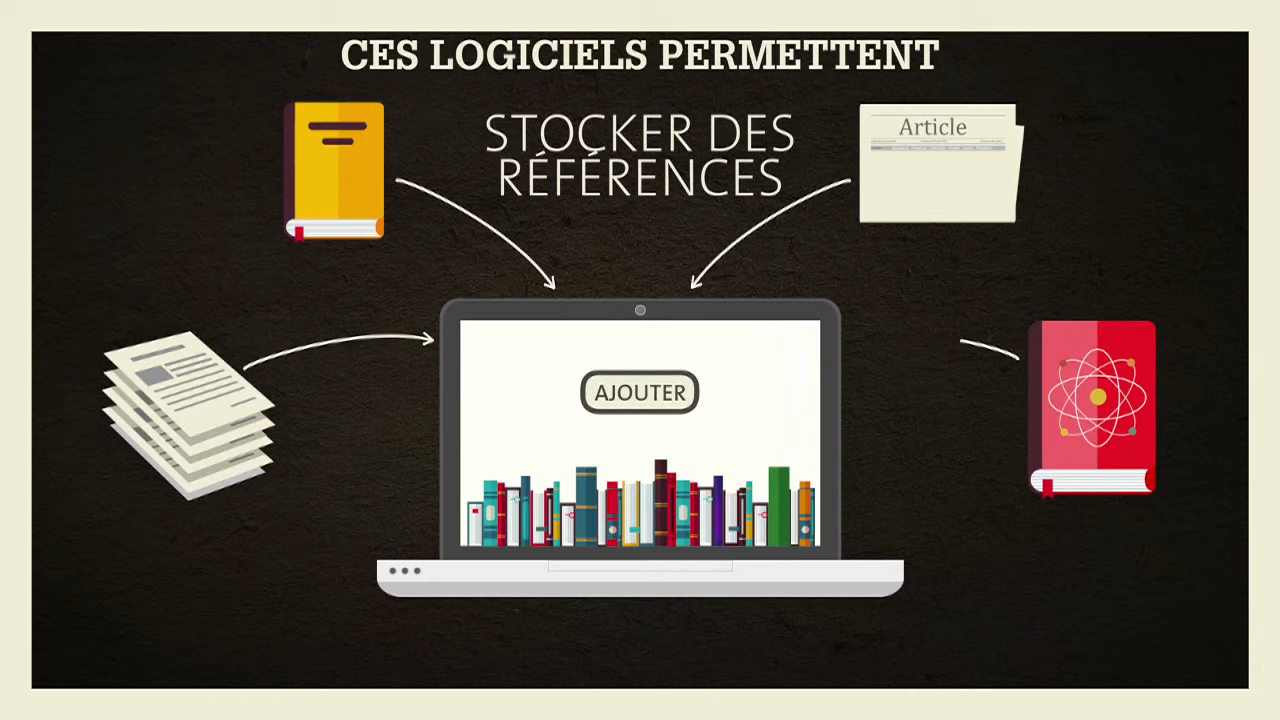 CES LOGICIELS PERMETTENT
STOCKER DES
RÉFÉRENCES
Article
AJOUTER